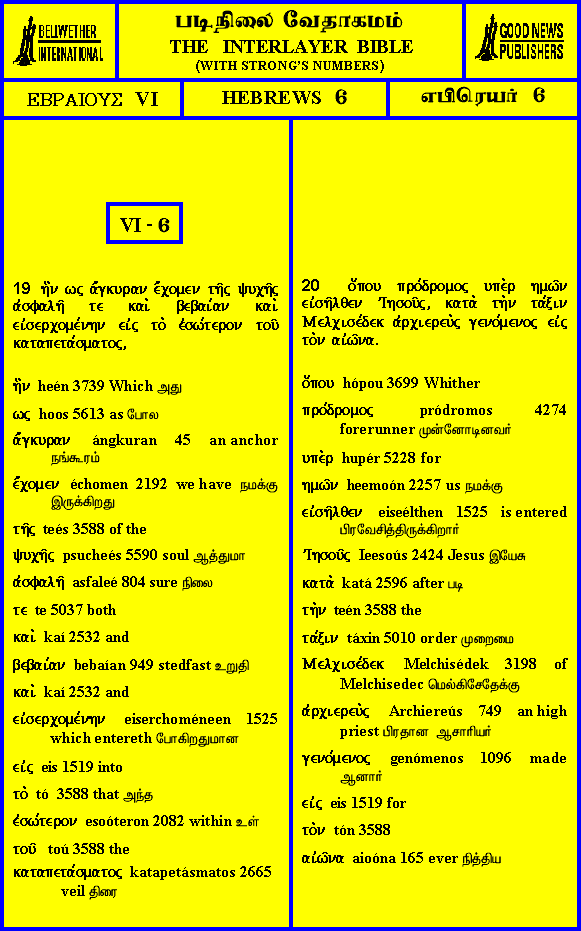 BELLWETHER
INTERNATIONAL
படிநிலை வேதாகமம்
THE INTERLAYER BIBLE
(WITH STRONG'S NUMBERS)
GOOD NEWS
PUBLISHERS
ΕΒΡΑΙΟΥΣ VI
HEBREWS 6
எபிரெயர் 6
VI - 6
19 ἣν ως ἄγκυραν ἔχομεν τῆς ψυχῆς
ἀσφαλῆ τε καὶ βεβαίαν καὶ
εἰσερχομένην εἰς τὸ ἐσώτερον τοῦ
καταπετάσματος,
ἣν heén 3739 Which அது
ως hoos 5613 as போல
ἄγκυραν ánkuran 45 an anchor
நங்கூரம்
ἔχομεν échomen 2192 we have நமக்கு
இருக்கிறது
τῆς teés 3588 of the
ψυχῆς psucheés 5590 soul ஆத்துமா
ἀσφαλῆ asfaleé 804 sure நிலை
τε te 5037 both
καὶ kaí 2532 and
βεβαίαν bebaían 949 stedfast உறுதி
καὶ kaí 2532 and
εἰσερχομένην eiserchoméneen 1525
which entereth போகிறதுமான
εἰς eis 1519 into
τὸ tó 3588 that அந்த
ἐσώτερον esoóteron 2082 within உள்
τοῦ toú 3588 the
καταπετάσματος katapetásmatos 2665
veil திரை
20 ὅπου πρόδρομος υπὲρ ημῶν
εἰσῆλθεν Ἰησοῦς, κατὰ τὴν τάξιν
Μελχισέδεκ ἀρχιερεὺς γενόμενος εἰς
τὸν αἰῶνα.
ὅπου hópou 3699 Whither
πρόδρομος pródromos 4274
forerunner முன்னோடினவர்
υπὲρ hupér 5228 for
ημῶν heemoón 2257 us நமக்கு
εἰσῆλθεν eiseélthen 1525 is entered
பிரவேசித்திருக்கிறார்
Ἰησοῦς Ieesoús 2424 Jesus இயேசு
κατὰ katá 2596 after படி
τὴν teén 3588 the
τάξιν táxin 5010 order முறைமை
Μελχισέδεκ Melchisédek 3198 of
Melchisedec மெல்கிசேதேக்கு
ἀρχιερεὺς Archiereús 749 an high
priest பிரதான ஆசாரியர்
γενόμενος genómenos 1096 made
ஆனார்
εἰς eis 1519 for
τὸν tón 3588
αἰῶνα aioóna 165 ever நித்திய